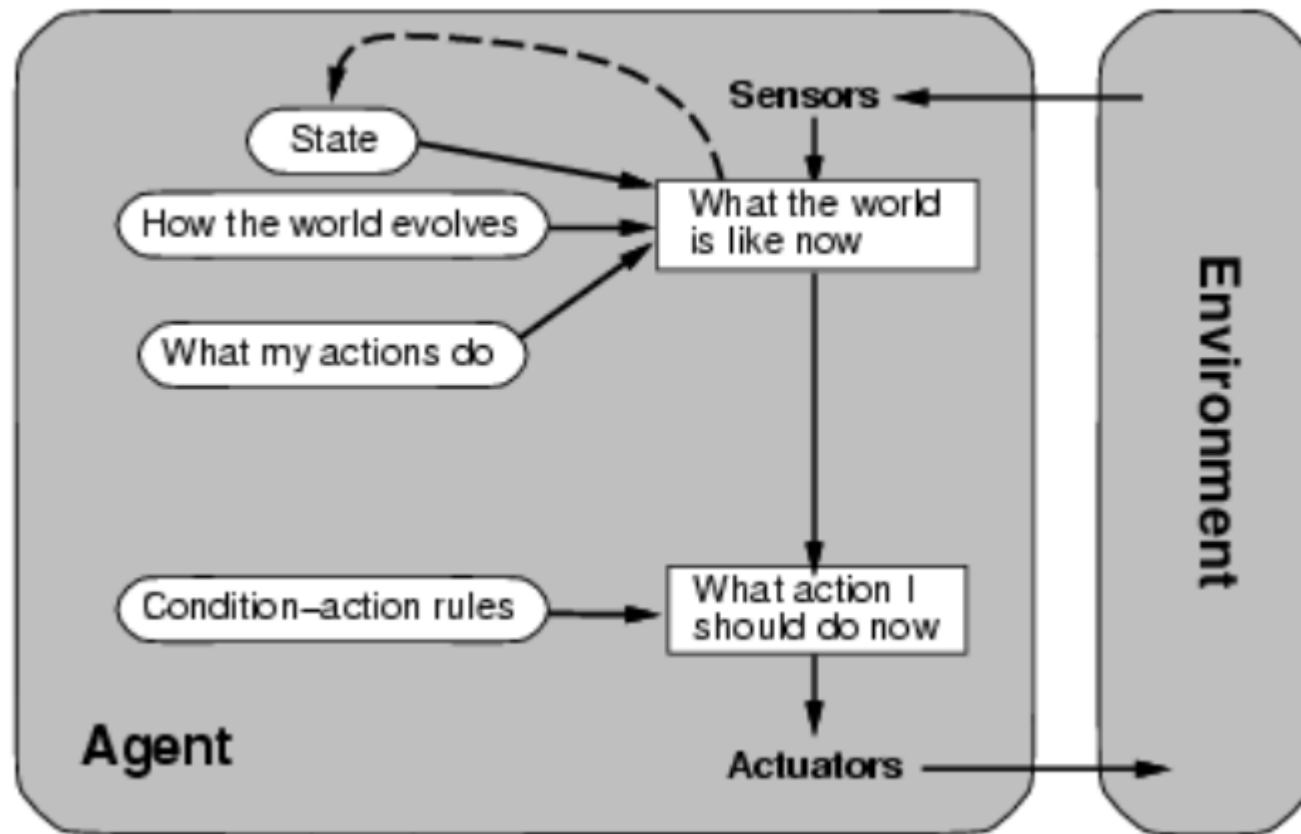 Sensors
State
What the world
is like now
How the world evolves
What my actions do
Condition–action rules
What action I
should do now
Agent
Actuators
Environment